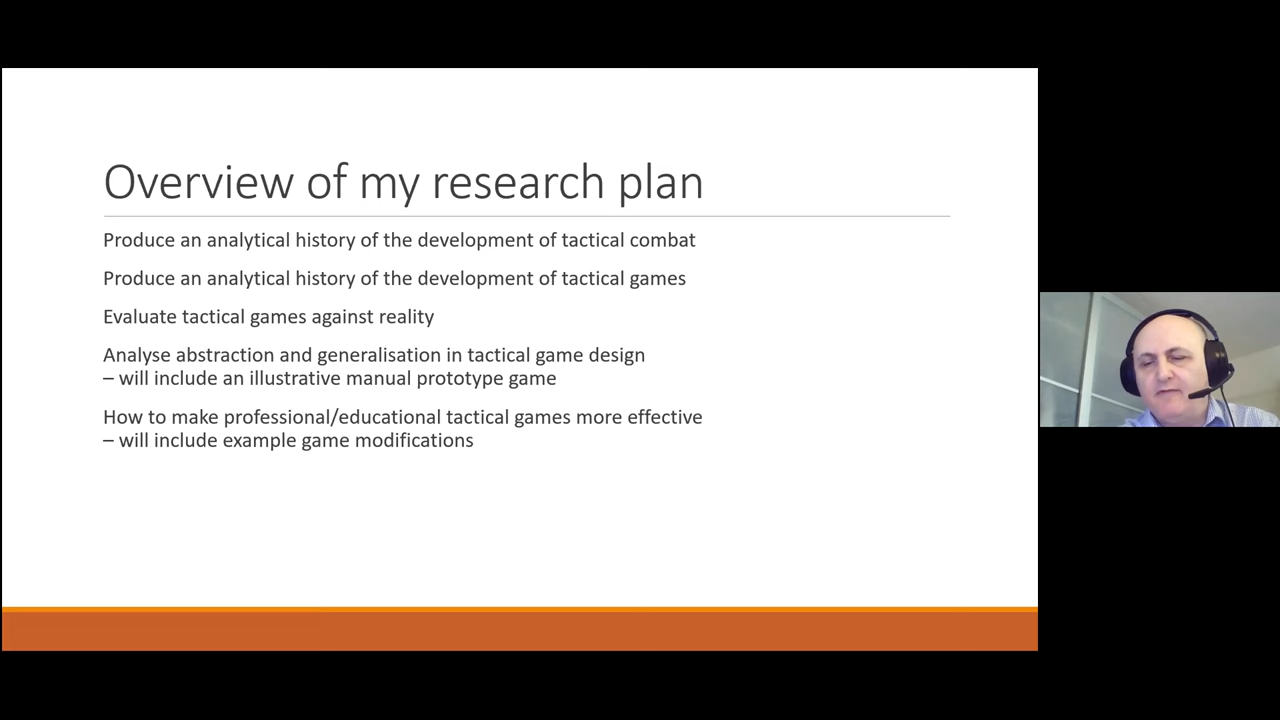 Overview of my research plan
Produce an analytical history of the development of tactical combat
Produce an analytical history of the development of tactical games
Evaluate tactical games against reality
Analyse abstraction and generalisation in tactical game design
– will include an illustrative manual prototype game
How to make professional/educational tactical games more effective
– will include example game modifications